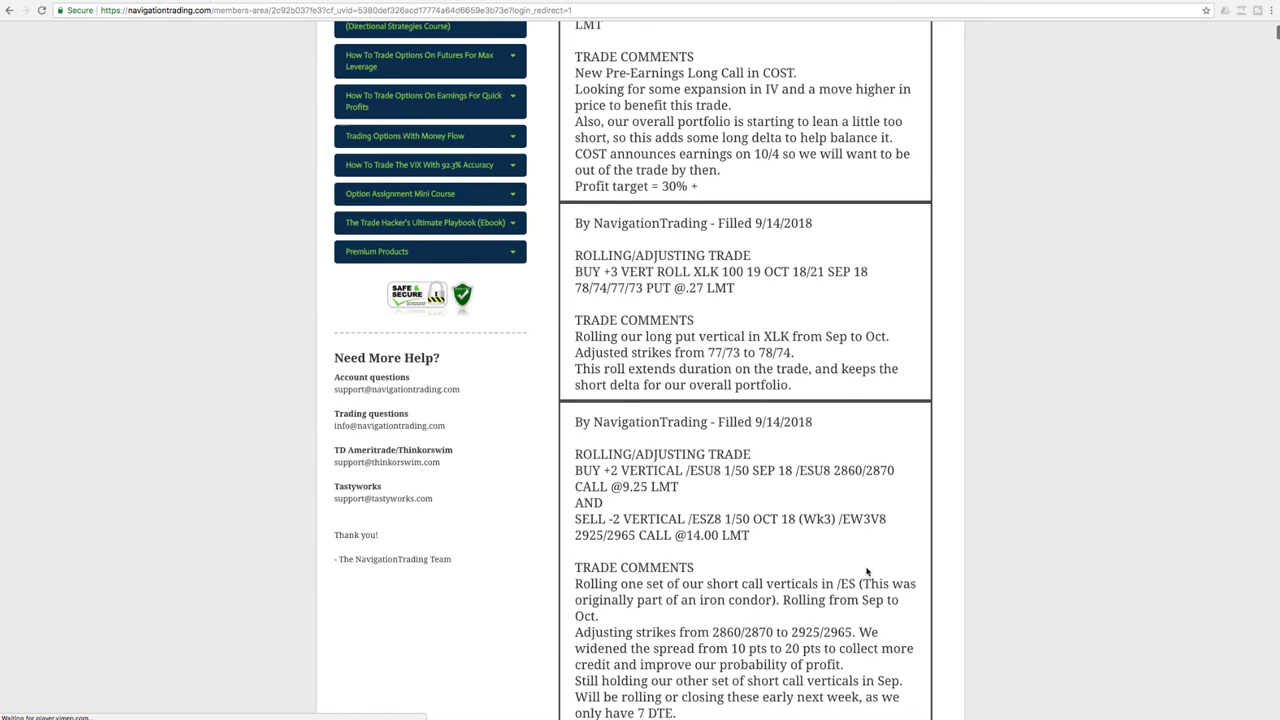 Secure
https://navigationtrading.com/members-area/2c92b037fe3?cf_uvid=5380def326acd17774a64d6659e3b73e?login_redirect=1
(Directional Strategies Course)
How To Trade Options On Futures For Max
Leverage
How To Trade Options On Earnings For Quick
Profits
Trading Options With Money Flow
How To Trade The VIX With 92.3% Accuracy
Option Assignment Mini Course
The Trade Hacker's Ultimate Playbook (Ebook)
Premium Products
SAFE &
SECURE
Need More Help?
Account questions
support@navigationtrading.com
Trading questions
info@navigationtrading.com
TD Ameritrade/Thinkorswim
support@thinkorswim.com
Tastyworks
support@tastyworks.com
Thank you!
- The NavigationTrading Team
LMT
TRADE COMMENTS
New Pre-Earnings Long Call in COST.
Looking for some expansion in IV and a move higher in
price to benefit this trade.
Also, our overall portfolio is starting to lean a little too
short, so this adds some long delta to help balance it.
COST announces earnings on 10/4 so we will want to be
out of the trade by then.
Profit target = 30% +
By NavigationTrading - Filled 9/14/2018
ROLLING/ADJUSTING TRADE
BUY +3 VERT ROLL XLK 100 19 OCT 18/21 SEP 18
78/74/77/73 PUT @.27 LMT
TRADE COMMENTS
Rolling our long put vertical in XLK from Sep to Oct.
Adjusted strikes from 77/73 to 78/74.
This roll extends duration on the trade, and keeps the
short delta for our overall portfolio.
By NavigationTrading - Filled 9/14/2018
ROLLING/ADJUSTING TRADE
BUY +2 VERTICAL /ESU8 1/50 SEP 18 /ESU8 2860/2870
CALL @9.25 LMT
AND
SELL -2 VERTICAL /ESZ8 1/50 OCT 18 (Wk3) /EW3V8
2925/2965 CALL @14.00 LMT
TRADE COMMENTS
Rolling one set of our short call verticals in /ES (This was
originally part of an iron condor). Rolling from Sep to
Oct.
Adjusting strikes from 2860/2870 to 2925/2965. We
widened the spread from 10 pts to 20 pts to collect more
credit and improve our probability of profit.
Still holding our other set of short call verticals in Sep.
Will be rolling or closing these early next week, as we
only have 7 DTE.
Waiting for player.vimeo.com...